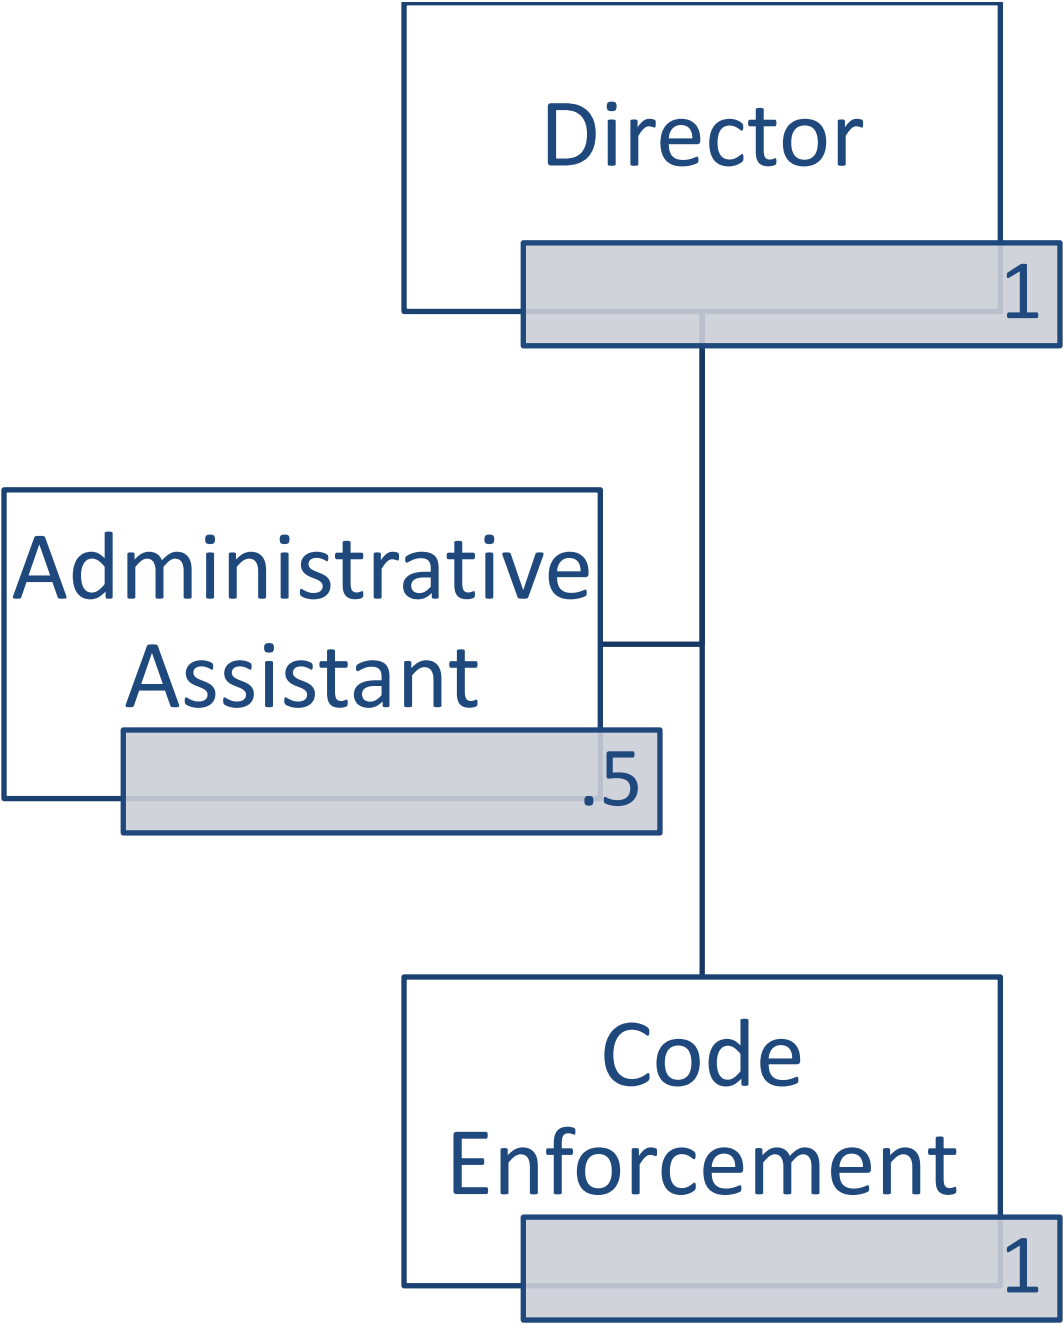 Director
1
Administrative
Assistant
.5
Code
Enforcement
1